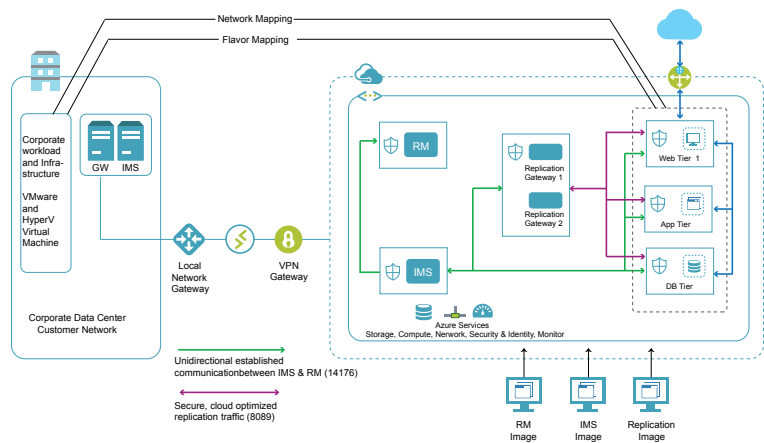 Network Mapping
Flavor Mapping
Corporate
workload
and Infra-
structure
VMware
and
HyperV
Virtual
Machine
GW
IMS
Corporate Data Center
Customer Network
Local
Network
Gateway
VPN
Gateway
RM
IMS
Replication
Gateway 1
Replication
Gateway 2
Web Tier 1
App Tier
DB Tier
Azure Services
Storage, Compute, Network, Security & Identity, Monitor
Unidirectional established
communicationbetween IMS & RM (14176)
Secure, cloud optimized
replication traffic (8089)
RM
Image
IMS
Image
Replication
Image